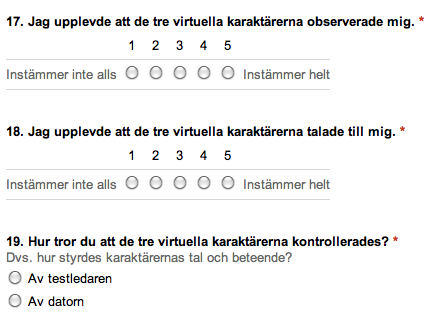 17. Jag upplevde att de tre virtuella karaktärerna observerade mig. *
1 2 3 4 5
Instämmer inte alls Instämmer helt
18. Jag upplevde att de tre virtuella karaktärerna talade till mig. *
1 2 3 4 5
Instämmer inte alls Instämmer helt
19. Hur tror du att de tre virtuella karaktärerna kontrollerades? *
Dvs. hur styrdes karaktärernas tal och beteende?
Av testledaren
Av datorn